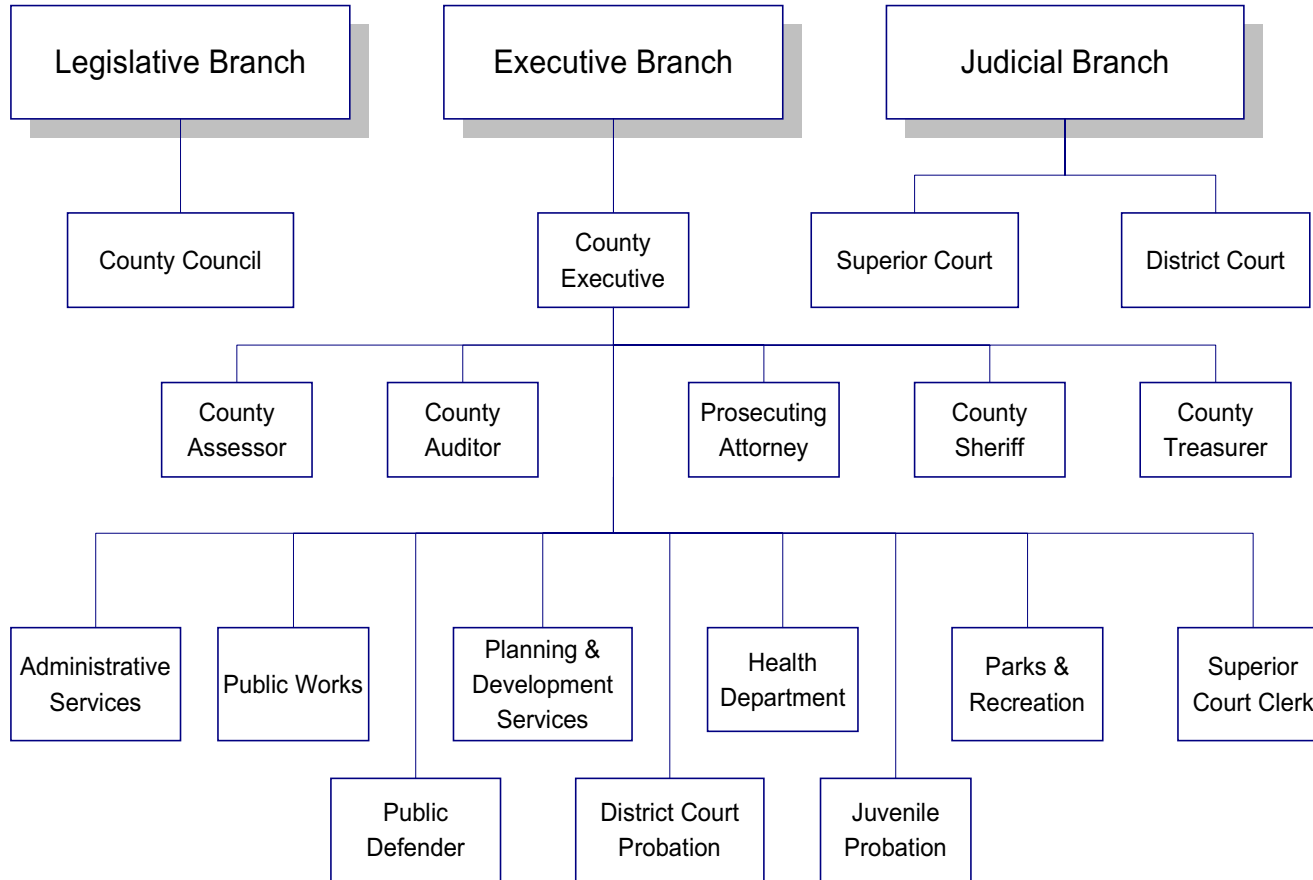 Legislative Branch
Executive Branch
Judicial Branch
County Council
County
Executive
Superior Court
District Court
County
Assessor
County
Auditor
Prosecuting
Attorney
County
Sheriff
County
Treasurer
Administrative
Services
Public Works
Planning &
Development
Services
Health
Department
Parks &
Recreation
Superior
Court Clerk
Public
Defender
District Court
Probation
Juvenile
Probation